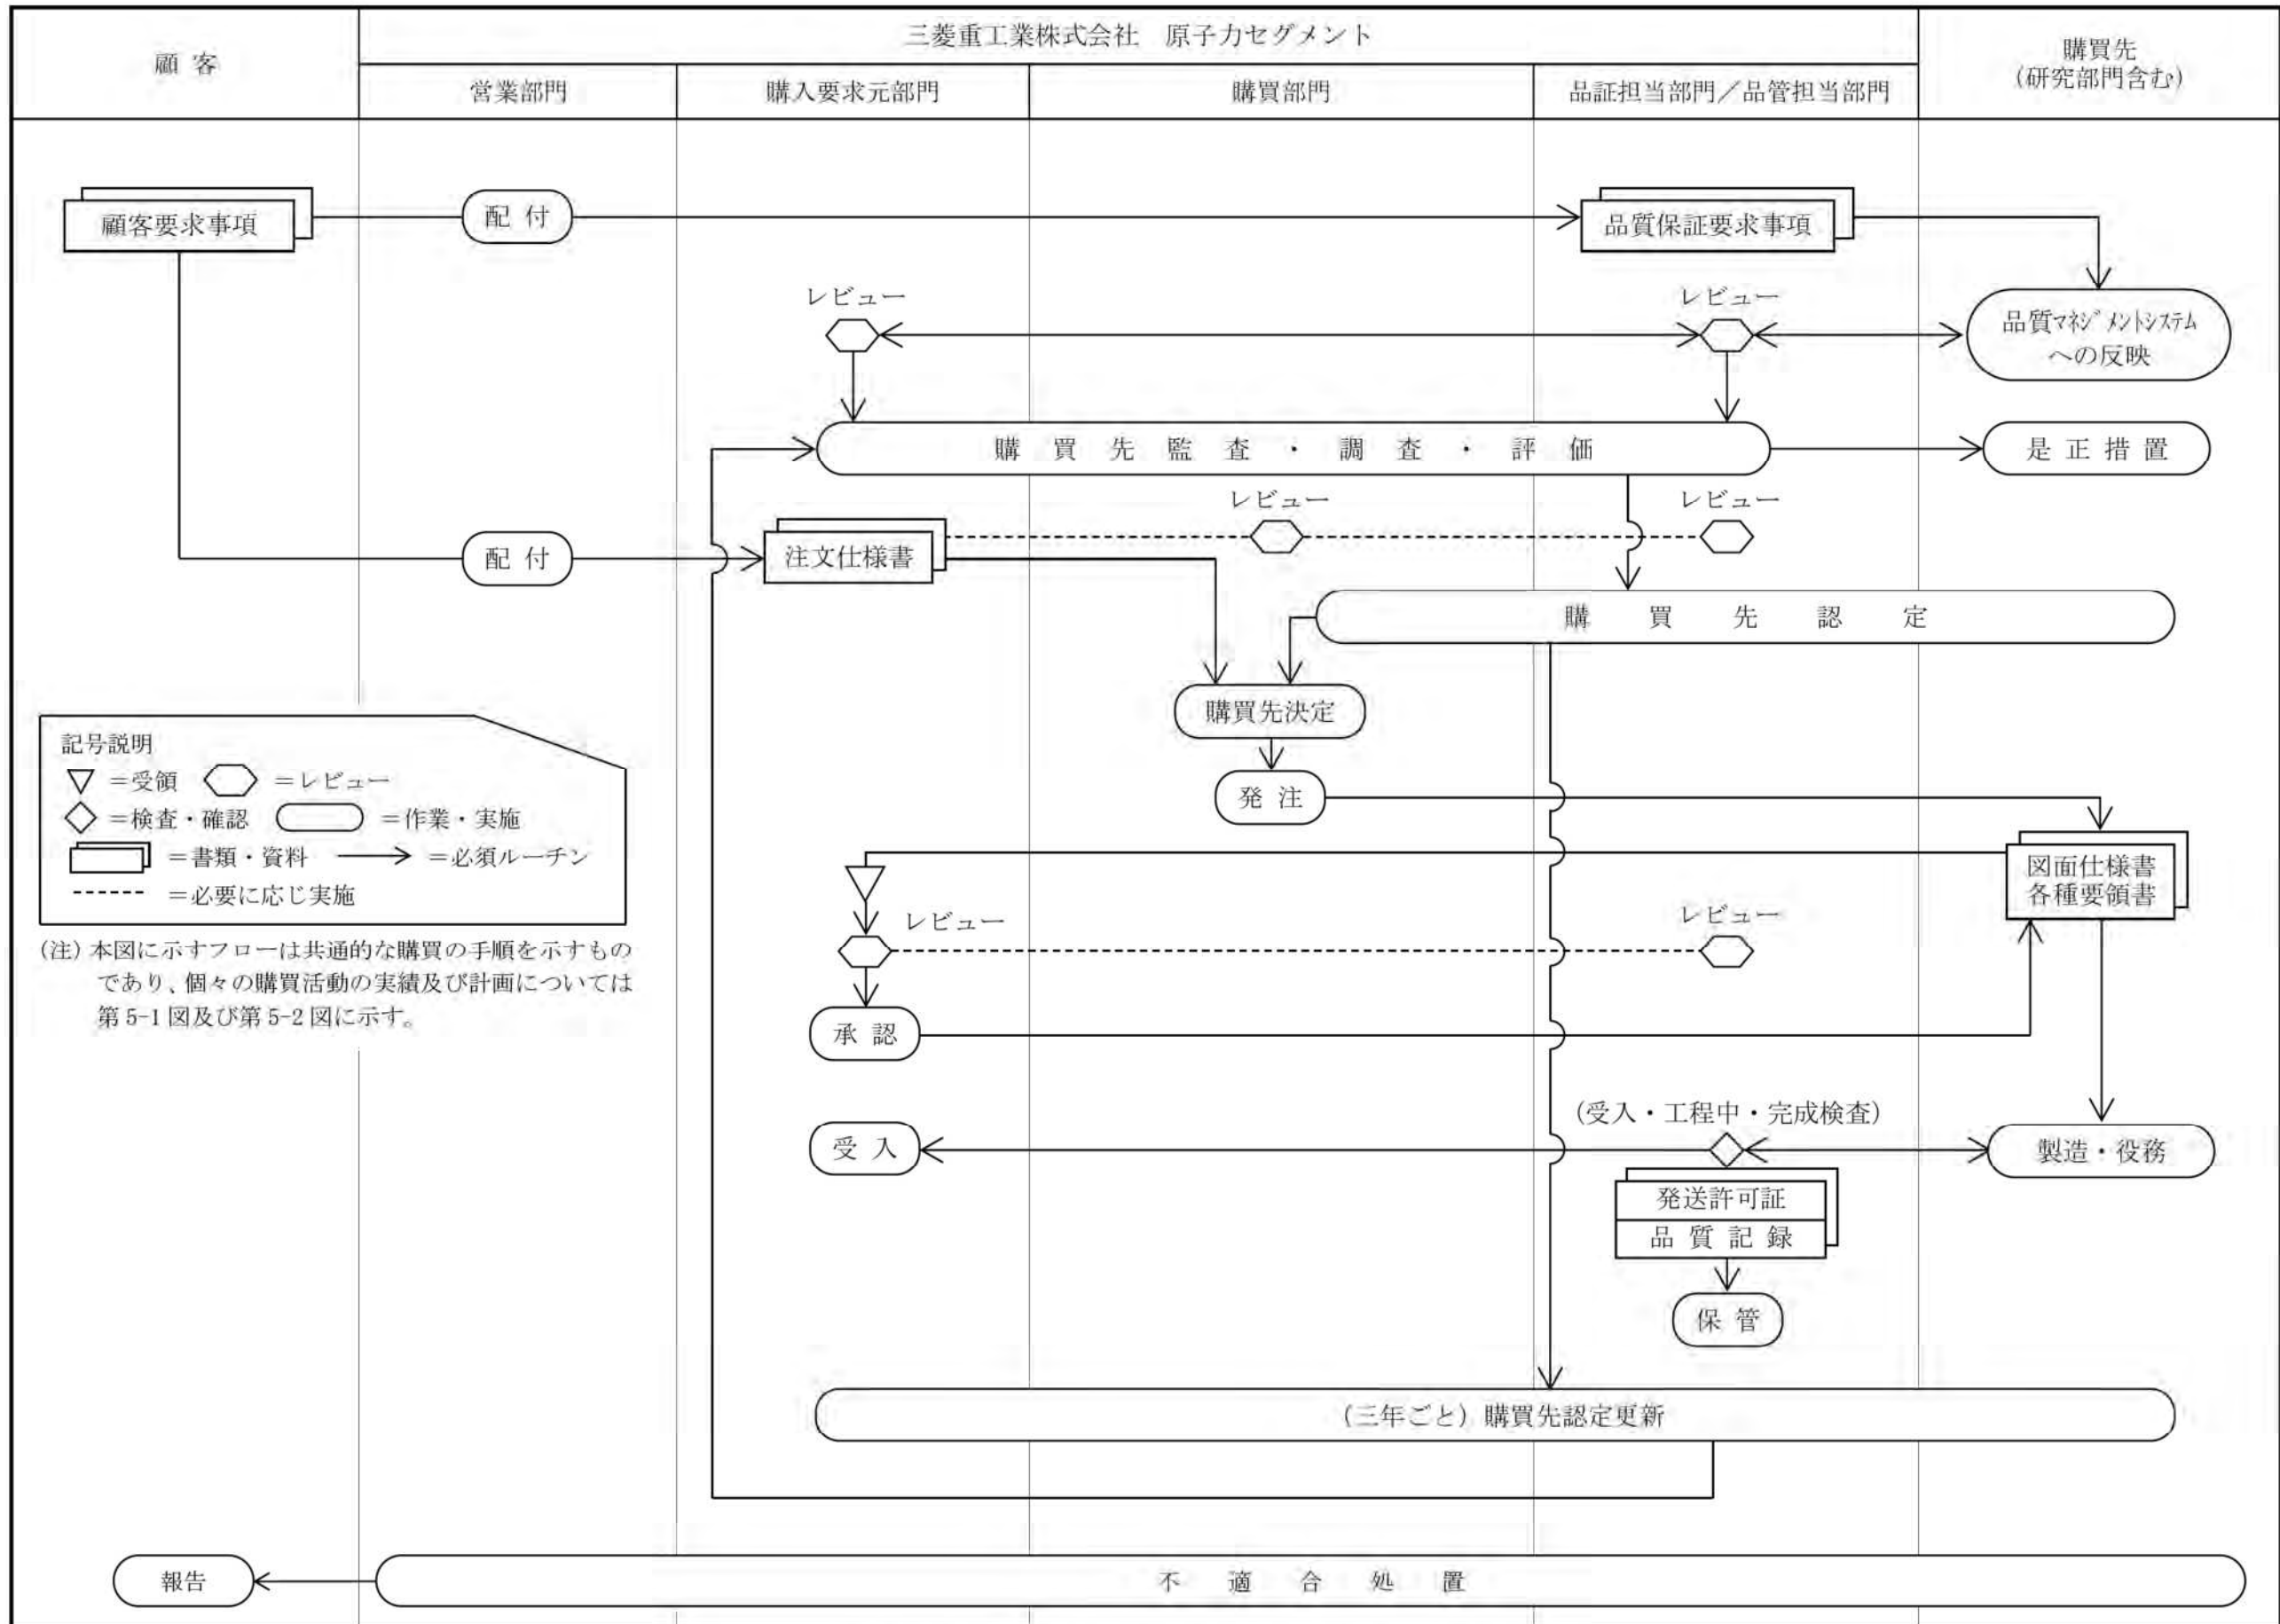 顧客
三菱重工業株式会社 原子力セグメント
購買先
(研究部門含む)
営業部門
購入要求元部門
購買部門
品証担当部門/品管担当部門
顧客要求事項
配付
品質保証要求事項
レビュー
レビュー
品質マネジメントシステム
への反映
購買先監査・調査・評価
是正措置
レビュー
レビュー
配付
注文仕様書
購買先認定
購買先決定
発注
記号説明
=受領 =レビュー
=検査・確認 =作業・実施
=書類・資料 =必須ルーチン
=必要に応じ実施
(注) 本図に示すフローは共通的な購買の手順を示すもの
であり、個々の購買活動の実績及び計画については
第5-1図及び第5-2図に示す。
図面仕様書
各種要領書
レビュー
レビュー
承認
(受入・工程中・完成検査)
受入
製造・役務
発送許可証
品質記録
保管
(三年ごと) 購買先認定更新
報告
不適合処置